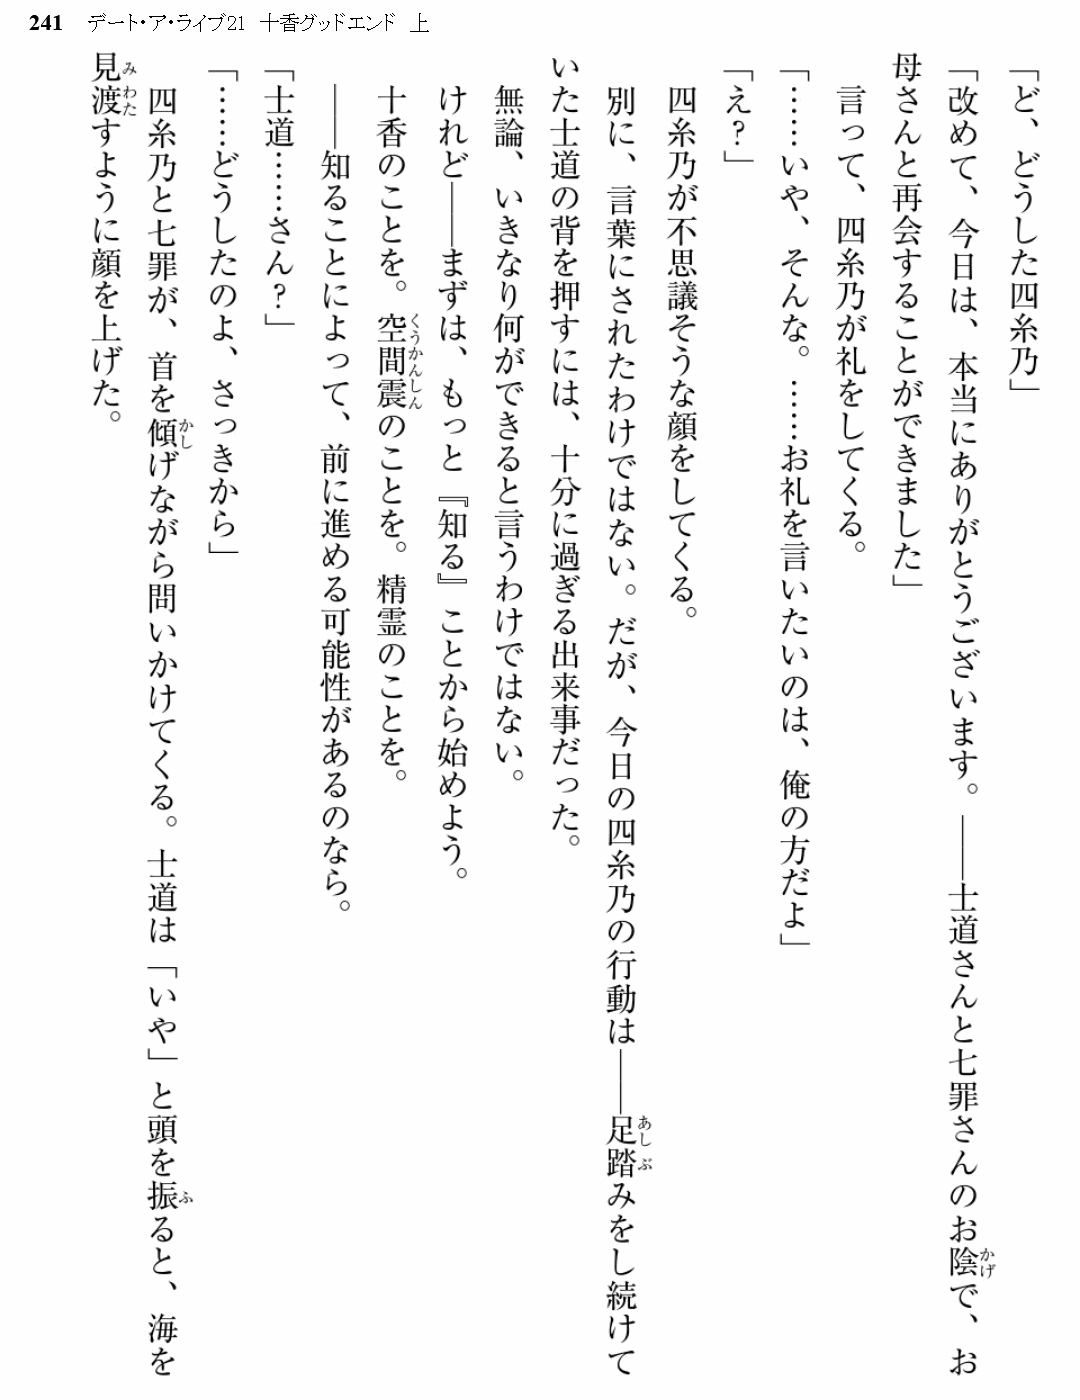 241 デート・ア・ライブ21 十香グッドエンド 上
「ど、どうした四糸乃」
「改めて、今日は、本当にありがとうございます。――士道さんと七罪さんのお陰で、お
母さんと再会することができました」
言って、四糸乃が礼をしてくる。
「……いや、そんな。……お礼を言いたいのは、俺の方だよ」
「え？」
四糸乃が不思議そうな顔をしてくる。
別に、言葉にされたわけではない。だが、今日の四糸乃の行動は――足踏みをし続けて
いた士道の背を押すには、十分に過ぎる出来事だった。
無論、いきなり何ができると言うわけではない。
けれど――まずは、もっと『知る』ことから始めよう。
十香のことを。空間震のことを。精霊のことを。
――知ることによって、前に進める可能性があるのなら。
「士道……さん？」
「……どうしたのよ、さっきから」
四糸乃と七罪が、首を傾げながら問いかけてくる。士道は「いや」と頭を振ると、海を
見渡すように顔を上げた。